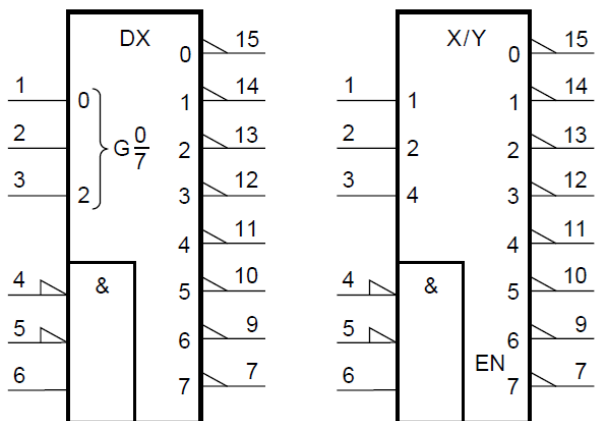 DX
0 15
1 0 1 14
2 G 0/7 2 13
3 2 3 12
4 11
4 & 5 10
5 6 9
6 7 7
X/Y
0 15
1 1 1 14
2 2 2 13
3 4 3 12
4 11
4 & 5 10
5 6 9
6 EN 7 7